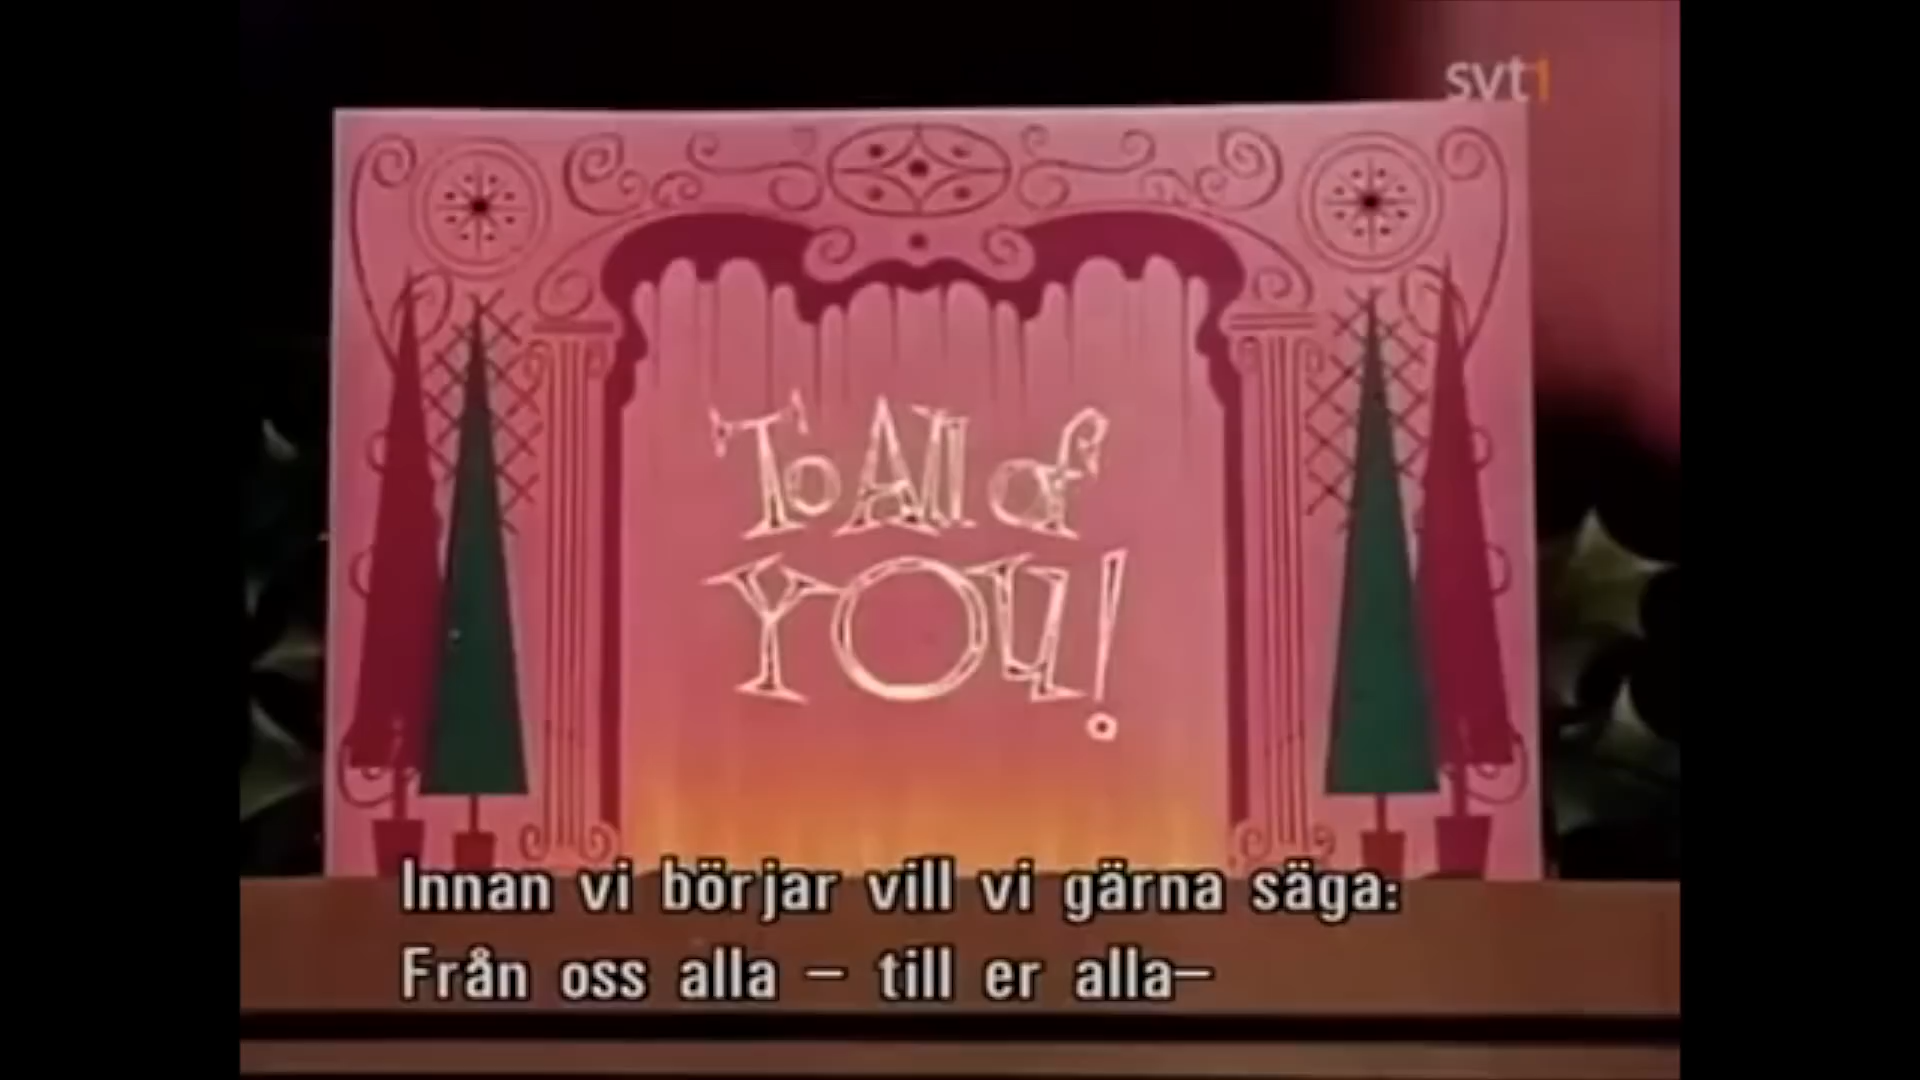 svt1
To All of
YOU!
Innan vi börjar vill vi gärna säga:
Från oss alla – till er alla–